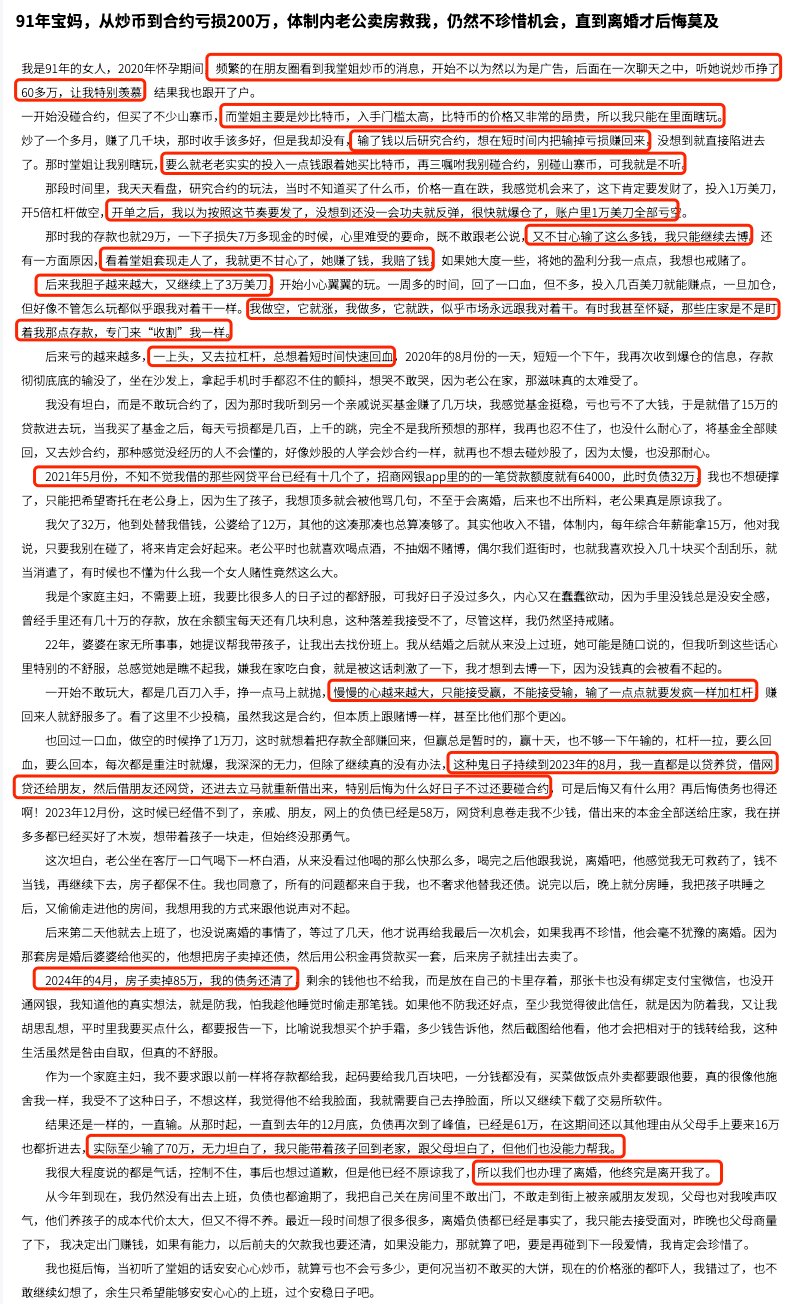 91年宝妈，从炒币到合约亏损200万，体制内老公卖房救我，仍然不珍惜机会，直到离婚才后悔莫及
我是91年的女人，2020年怀孕期间，频繁的在朋友圈看到我堂姐炒币的消息，开始不以为然以为是广告，后面在一次聊天之中，听她说炒币挣了
60多万，让我特别羡慕，结果我也跟开了户。
一开始没碰合约，但买了不少山寨币，而堂姐主要是炒比特币，入手门槛太高，比特币的价格又非常的昂贵，所以我只能在里面瞎玩。
炒了一个多月，赚了几千块，那时收手该多好，但是我却没有，输了钱以后研究合约，想在短时间内把输掉亏损赚回来，没想到就直接陷进去
了。那时堂姐让我别瞎玩，要么就老老实实的投入一点钱跟着她买比特币，再三嘱咐我别碰合约，别碰山寨币，可我就是不听。
那段时间里，我天天看盘，研究合约的玩法，当时不知道买了什么币，价格一直在跌，我感觉机会来了，这下肯定要发财了，投入1万美刀，
开5倍杠杆做空，开单之后，我以为按照这节奏要发了，没想到还没一会功夫就反弹，很快就爆仓了，账户里1万美刀全部亏空。
那时我的存款也就29万，一下子损失7万多现金的时候，心里难受的要命，既不敢跟老公说，又不甘心输了这么多钱，我只能继续去博，还
有一方面原因，看着堂姐套现走人了，我就更不甘心了，她赚了钱，我赔了钱，如果她大度一些，将她的盈利分我一点点，我想也戒赌了。
后来我胆子越来越大，又继续上了3万美刀，开始小心翼翼的玩。一周多的时间，回了一口血，但不多，投入几百美刀就能赚点，一旦加仓，
但好像不管怎么玩都似乎跟我对着干一样。我做空，它就涨，我做多，它就跌，似乎市场永远跟我对着干。有时我甚至怀疑，那些庄家是不是盯
着我那点存款，专门来“收割”我一样。
后来亏的越来越多，一上头，又去拉杠杆，总想着短时间快速回血，2020年的8月份的一天，短短一个下午，我再次收到爆仓的信息，存款
彻彻底底的输没了，坐在沙发上，拿起手机时手都忍不住的颤抖，想哭不敢哭，因为老公在家，那滋味真的太难受了。
我没有坦白，而是不敢玩合约了，因为那时我听到另一个亲戚说买基金赚了几万块，我感觉基金挺稳，亏也亏不了大钱，于是就借了15万的
贷款进去玩，当我买了基金之后，每天亏损都是几百，上千的跳，完全不是我所预想的那样，我再也忍不住了，也没什么耐心了，将基金全部赎
回，又去炒合约，那种感觉没经历的人不会懂的，好像炒股的人学会炒合约一样，就再也不想去碰炒股了，因为太慢，也没那耐心。
2021年5月份，不知不觉我借的那些网贷平台已经有十几个了，招商网银app里的的一笔贷款额度就有64000，此时负债32万，我也不想硬撑
了，只能把希望寄托在老公身上，因为生了孩子，我想顶多就会被他骂几句，不至于会离婚，后来也不出所料，老公果真是原谅我了。
我欠了32万，他到处替我借钱，公婆给了12万，其他的这凑那凑也总算凑够了。其实他收入不错，体制内，每年综合年薪能拿15万，他对我
说，只要我别在碰了，将来肯定会好起来。老公平时也就喜欢喝点酒，不抽烟不赌博，偶尔我们逛街时，也就我喜欢投入几十块买个刮刮乐，就
当消遣了，有时候也不懂为什么我一个女人赌性竟然这么大。
我是个家庭主妇，不需要上班，我要比很多人的日子过的都舒服，可我好日子没过多久，内心又在蠢蠢欲动，因为手里没钱总是没安全感，
曾经手里还有几十万的存款，放在余额宝每天还有几块利息，这种落差我接受不了，尽管这样，我仍然坚持戒赌。
22年，婆婆在家无所事事，她提议帮我带孩子，让我出去找份班上。我从结婚之后就从来没上过班，她可能是随口说的，但我听到这些话心
里特别的不舒服，总感觉她是瞧不起我，嫌我在家吃白食，就是被这话刺激了一下，我才想到去博一下，因为没钱真的会被看不起的。
一开始不敢玩大，都是几百刀入手，挣一点马上就抛，慢慢的心越来越大，只能接受赢，不能接受输，输了一点点就要发疯一样加杠杆，赚
回来人就舒服多了。看了这里不少投稿，虽然我这是合约，但本质上跟赌博一样，甚至比他们那个更凶。
也回过一口血，做空的时候挣了1万刀，这时就想着把存款全部赚回来，但赢总是暂时的，赢十天，也不够一下午输的，杠杆一拉，要么回
血，要么回本，每次都是重注时就爆，我深深的无力，但除了继续真的没有办法，这种鬼日子持续到2023年的8月，我一直都是以贷养贷，借网
贷还给朋友，然后借朋友还网贷，还进去立马就重新借出来，特别后悔为什么好日子不过还要碰合约，可是后悔又有什么用？再后悔债务也得还
啊！2023年12月份，这时候已经借不到了，亲戚、朋友，网上的负债已经是58万，网贷利息卷走我不少钱，借出来的本金全部送给庄家，我在拼
多多都已经买好了木炭，想带着孩子一块走，但始终没那勇气。
这次坦白，老公坐在客厅一口气喝下一杯白酒，从来没看过他喝的那么快那么多，喝完之后他跟我说，离婚吧，他感觉我无可救药了，钱不
当钱，再继续下去，房子都保不住。我也同意了，所有的问题都来自于我，也不奢求他替我还债。说完以后，晚上就分房睡，我把孩子哄睡之
后，又偷偷走进他的房间，我想用我的方式来跟他说声对不起。
后来第二天他就去上班了，也没说离婚的事情了，等过了几天，他才说再给我最后一次机会，如果我再不珍惜，他会毫不犹豫的离婚。因为
那套房是婚后婆婆给他买的，他想把房子卖掉还债，然后用公积金再贷款买一套，后来房子就挂出去卖了。
2024年的4月，房子卖掉85万，我的债务还清了，剩余的钱他也不给我，而是放在自己的卡里存着，那张卡也没有绑定支付宝微信，也没开
通网银，我知道他的真实想法，就是防我，怕我趁他睡觉时偷走那笔钱。如果他不防我还好点，至少我觉得彼此信任，就是因为防着我，又让我
胡思乱想，平时里我要买点什么，都要报告一下，比喻说我想买个护手霜，多少钱告诉他，然后截图给他看，他才会把相对于的钱转给我，这种
生活虽然是咎由自取，但真的不舒服。
作为一个家庭主妇，我不要求跟以前一样将存款都给我，起码要给我几百块吧，一分钱都没有，买菜做饭点外卖都要跟他要，真的很像他施
舍我一样，我受不了这种日子，不想这样，我觉得他不给我脸面，我就需要自己去挣脸面，所以又继续下载了交易所软件。
结果还是一样的，一直输。从那时起，一直到去年的12月底，负债再次到了峰值，已经是61万，在这期间还以其他理由从父母手上要来16万
也都折进去，实际至少输了70万，无力坦白了，我只能带着孩子回到老家，跟父母坦白了，但他们也没能力帮我。
我很大程度说的都是气话，控制不住，事后也想过道歉，但是他已经不原谅我了，所以我们也办理了离婚，他终究是离开我了。
从今年到现在，我仍然没有出去上班，负债也都逾期了，我把自己关在房间里不敢出门，不敢走到街上被亲戚朋友发现，父母也对我唉声叹
气，他们养孩子的成本代价太大，但又不得不养。最近一段时间想了很多很多，离婚负债都已经是事实了，我只能去接受面对，昨晚也父母商量
了下， 我决定出门赚钱，如果有能力，以后前夫的欠款我也要还清，如果没能力，那就算了吧，要是再碰到下一段爱情，我肯定会珍惜了。
我也挺后悔，当初听了堂姐的话安安心心炒币，就算亏也不会亏多少，更何况当初不敢买的大饼，现在的价格涨的都吓人，我错过了，也不
敢继续幻想了，余生只希望能够安安心心的上班，过个安稳日子吧。